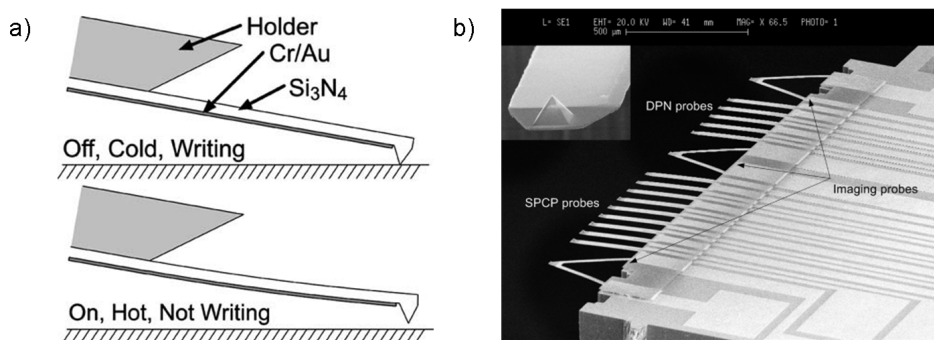 a)
Holder
Cr/Au
Si₃N₄
Off, Cold, Writing
On, Hot, Not Writing
b)
L= SE1 EHT= 20.0 KV WD= 41 mm MAG= X 66.5 PHOTO= 1
500 µm
DPN probes
Imaging probes
SPCP probes